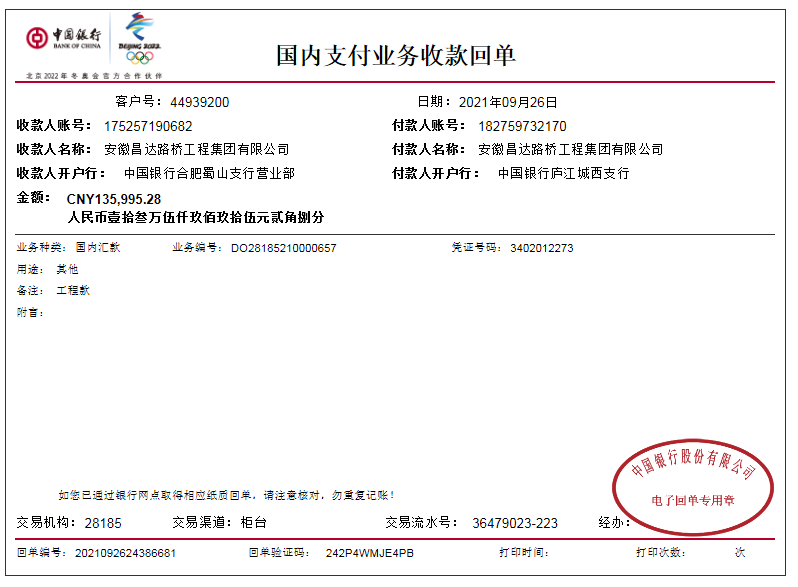 中国银行
BANK OF CHINA
BEIJING 2022
北京2022年冬奥会官方合作伙伴
国内支付业务收款回单
客户号：44939200 日期：2021年09月26日
收款人账号：175257190682 付款人账号：182759732170
收款人名称：安徽昌达路桥工程集团有限公司 付款人名称：安徽昌达路桥工程集团有限公司
收款人开户行：中国银行合肥蜀山支行营业部 付款人开户行：中国银行庐江城西支行
金额：CNY135,995.28
人民币壹拾叁万伍仟玖佰玖拾伍元贰角捌分
业务种类：国内汇款 业务编号：DO28185210000657 凭证号码：3402012273
用途：其他
备注：工程款
附言：
中国银行股份有限公司
电子回单专用章
如您已通过银行网点取得相应纸质回单，请注意核对，勿重复记账！
交易机构：28185 交易渠道：柜台 交易流水号：36479023-223 经办：
回单编号：2021092624386681 回单验证码：242P4WMJE4PB 打印时间： 打印次数： 次